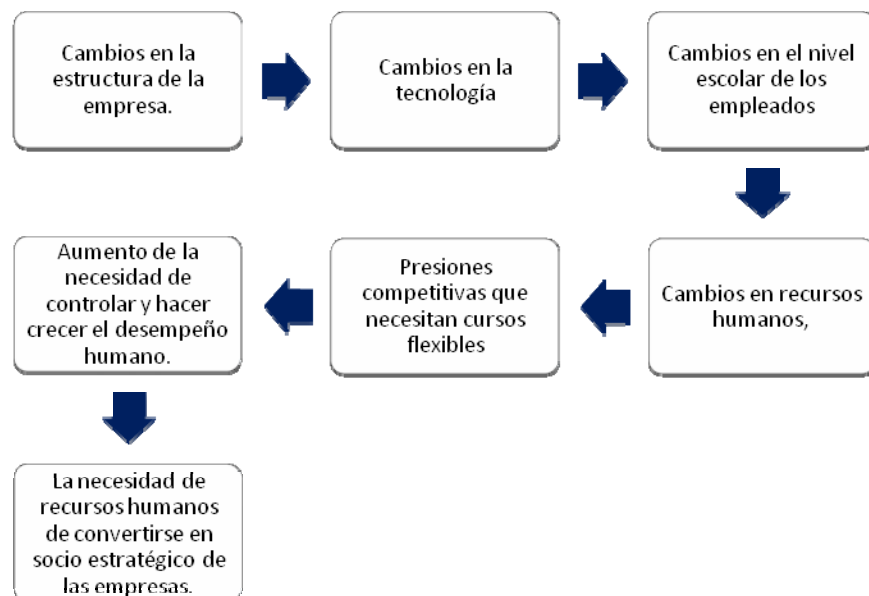 Cambios en la
estructura de la
empresa.
Cambios en la
tecnología
Cambios en el nivel
escolar de los
empleados
Cambios en recursos
humanos,
Presiones
competitivas que
necesitan cursos
flexibles
Aumento de la
necesidad de
controlar y hacer
crecer el desempeño
humano.
La necesidad de
recursos humanos
de convertirse en
socio estratégico de
las empresas.